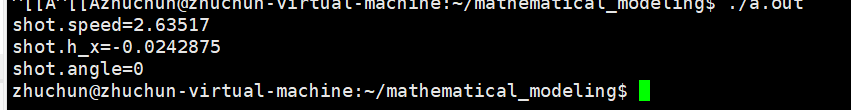 ^[[A^[[Azhuchun@zhuchun-virtual-machine:~/mathematical_modeling$ ./a.out
shot.speed=2.63517
shot.h_x=-0.0242875
shot.angle=0
zhuchun@zhuchun-virtual-machine:~/mathematical_modeling$